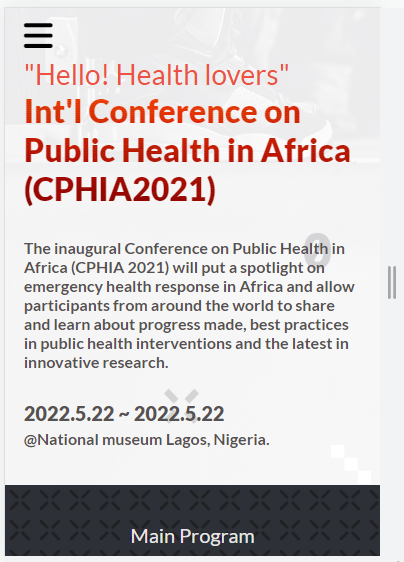 "Hello! Health lovers"
Int'l Conference on
Public Health in Africa
(CPHIA2021)
The inaugural Conference on Public Health in
Africa (CPHIA 2021) will put a spotlight on
emergency health response in Africa and allow
participants from around the world to share
and learn about progress made, best practices
in public health interventions and the latest in
innovative research.
2022.5.22 ~ 2022.5.22
@National museum Lagos, Nigeria.
Main Program